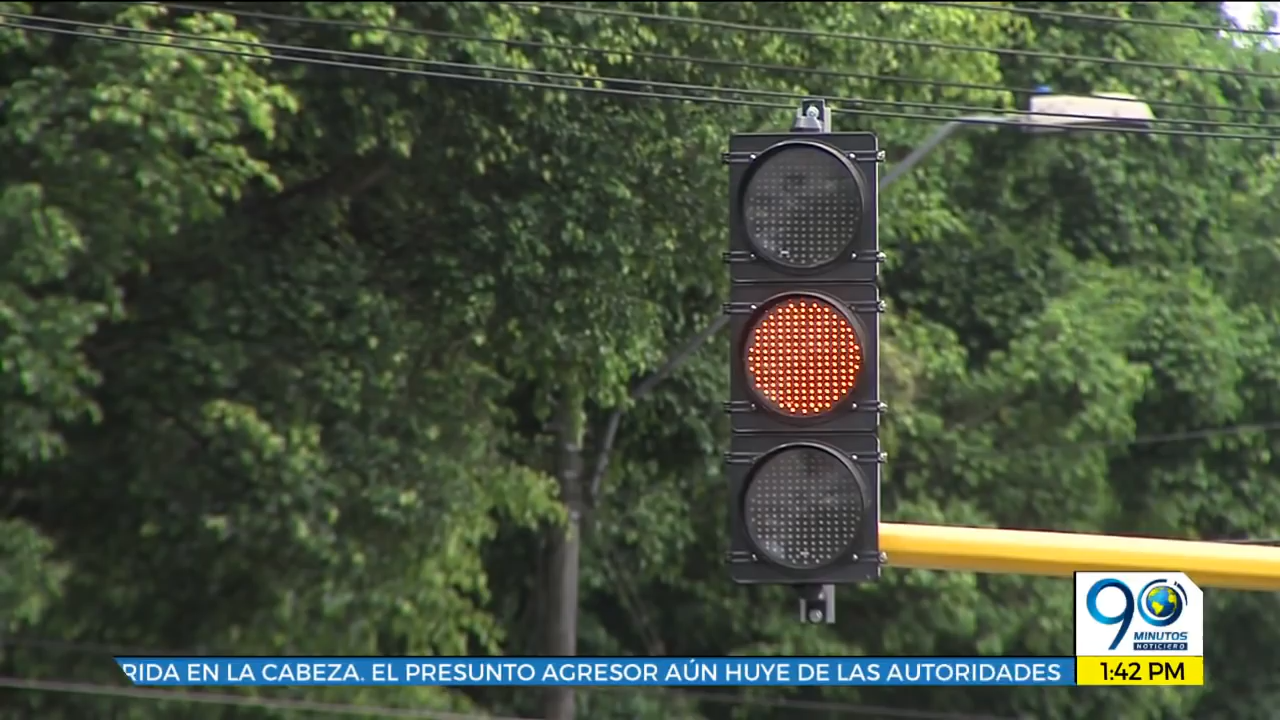 90
MINUTOS
NOTICIERO
RIDA EN LA CABEZA. EL PRESUNTO AGRESOR AÚN HUYE DE LAS AUTORIDADES
1:42 PM